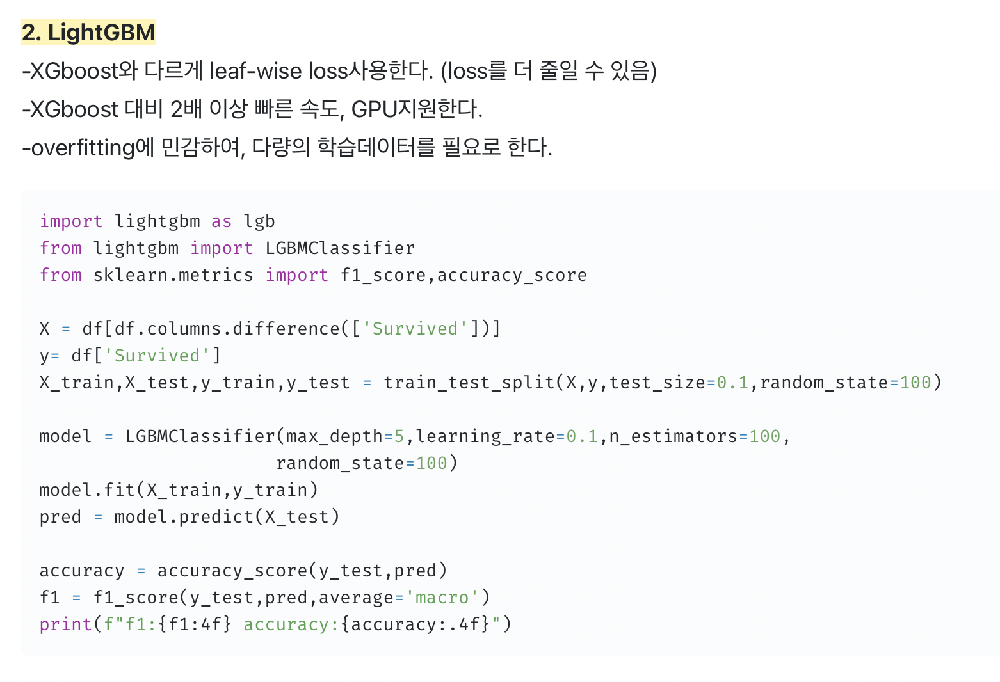 2. LightGBM
-XGboost와 다르게 leaf-wise loss사용한다. (loss를 더 줄일 수 있음)
-XGboost 대비 2배 이상 빠른 속도, GPU지원한다.
-overfitting에 민감하여, 다량의 학습데이터를 필요로 한다.
import lightgbm as lgb
from lightgbm import LGBMClassifier
from sklearn.metrics import f1_score,accuracy_score
X = df[df.columns.difference(['Survived'])]
y= df['Survived']
X_train,X_test,y_train,y_test = train_test_split(X,y,test_size=0.1,random_state=100)
model = LGBMClassifier(max_depth=5,learning_rate=0.1,n_estimators=100,
                      random_state=100)
model.fit(X_train,y_train)
pred = model.predict(X_test)
accuracy = accuracy_score(y_test,pred)
f1 = f1_score(y_test,pred,average='macro')
print(f"f1:{f1:4f} accuracy:{accuracy:.4f}")